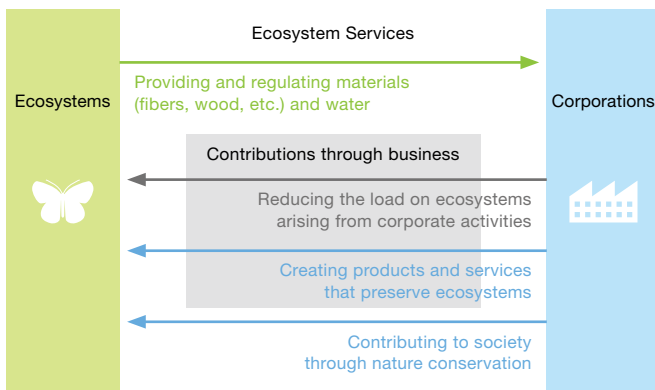 Ecosystem Services
Providing and regulating materials
(fibers, wood, etc.) and water
Ecosystems
Corporations
Contributions through business
Reducing the load on ecosystems
arising from corporate activities
Creating products and services
that preserve ecosystems
Contributing to society
through nature conservation